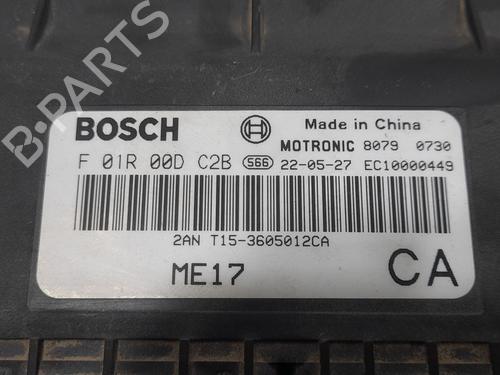 B-PARTS
BOSCH
Made in China
MOTRONIC 8079 0730
F 01R 00D C2B 566 22-05-27 EC10000449
2AN T15-3605012CA
ME17
CA